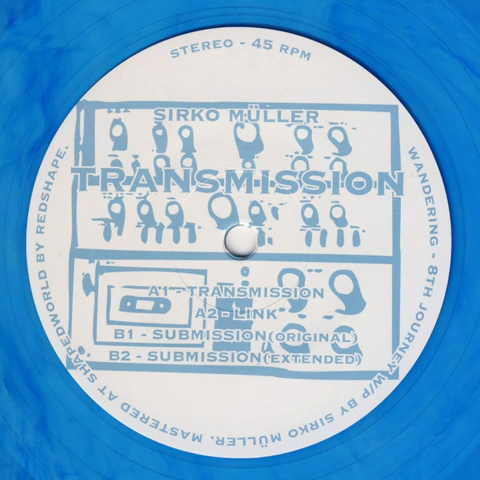 STEREO - 45 RPM
SIRKO MÜLLER
TRANSMISSION
A1 - TRANSMISSION
A2 - LINK
B1 - SUBMISSION(ORIGINAL)
B2 - SUBMISSION(EXTENDED)
WANDERING - 8TH JOURNEY W/P BY SIRKO MÜLLER. MASTERED AT SHAPEDWORLD BY REDSHAPE.